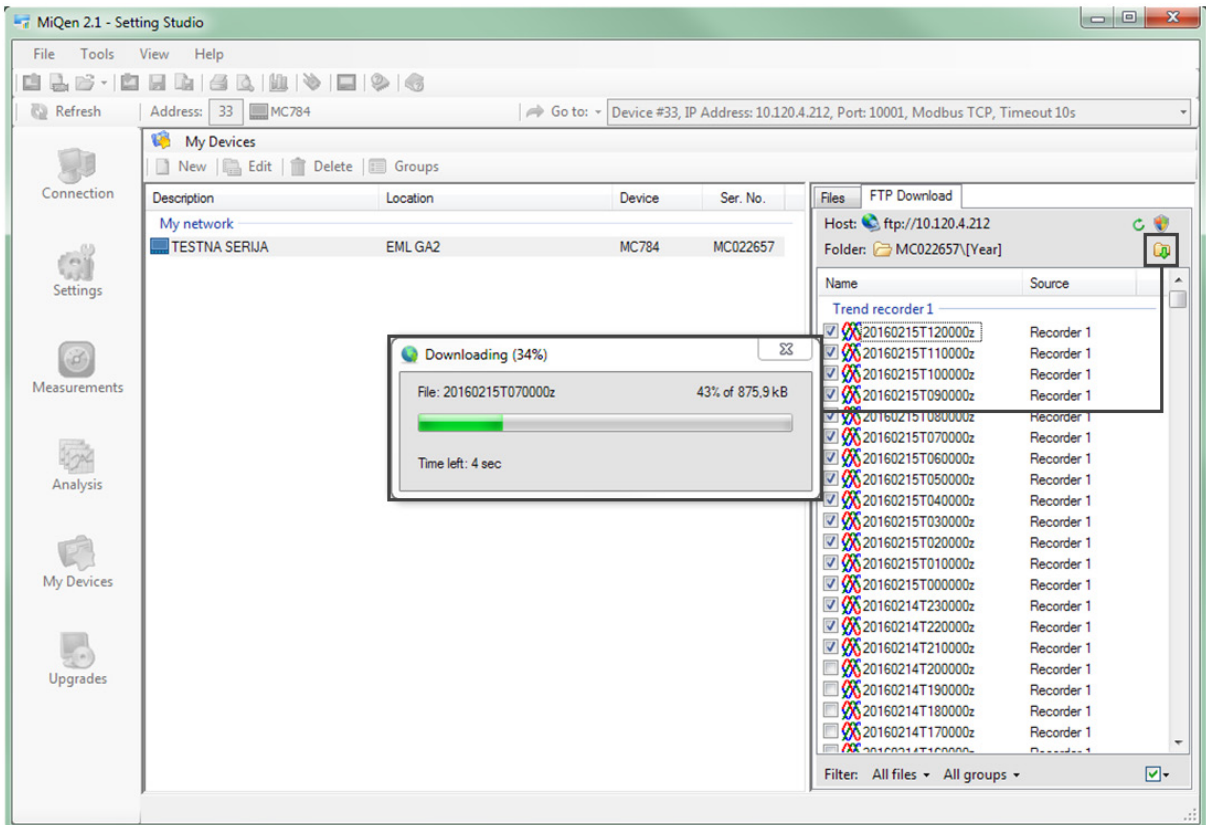 MiQen 2.1 - Setting Studio
File Tools View Help
Refresh Address: 33 MC784 Go to: Device #33, IP Address: 10.120.4.212, Port: 10001, Modbus TCP, Timeout 10s
My Devices
New Edit Delete Groups
Connection
Settings
Measurements
Analysis
My Devices
Upgrades
Description Location Device Ser. No.
My network
TESTNA SERIJA EML GA2 MC784 MC022657
Downloading (34%)
File: 20160215T070000z 43% of 875,9 kB
Time left: 4 sec
Files FTP Download
Host: ftp://10.120.4.212
Folder: MC022657\[Year]
Name Source
Trend recorder 1
20160215T120000z Recorder 1
20160215T110000z Recorder 1
20160215T100000z Recorder 1
20160215T090000z Recorder 1
20160215T080000z Recorder 1
20160215T070000z Recorder 1
20160215T060000z Recorder 1
20160215T050000z Recorder 1
20160215T040000z Recorder 1
20160215T030000z Recorder 1
20160215T020000z Recorder 1
20160215T010000z Recorder 1
20160215T000000z Recorder 1
20160214T230000z Recorder 1
20160214T220000z Recorder 1
20160214T210000z Recorder 1
20160214T200000z Recorder 1
20160214T190000z Recorder 1
20160214T180000z Recorder 1
20160214T170000z Recorder 1
Filter: All files All groups